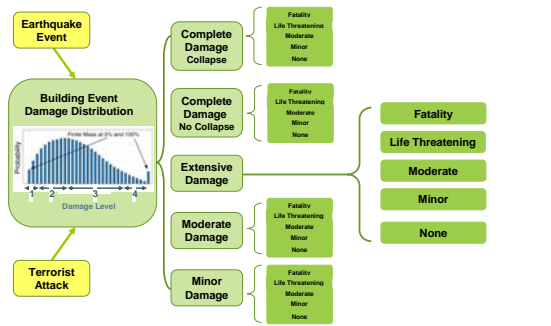 Earthquake
Event
Building Event
Damage Distribution
Finite Mass at 0% and 100%
Probability
1 2 3 4
Damage Level
Terrorist
Attack
Complete
Damage
Collapse
Fatality
Life Threatening
Moderate
Minor
None
Complete
Damage
No Collapse
Fatality
Life Threatening
Moderate
Minor
None
Extensive
Damage
Fatality
Life Threatening
Moderate
Minor
None
Moderate
Damage
Fatality
Life Threatening
Moderate
Minor
None
Minor
Damage
Fatality
Life Threatening
Moderate
Minor
None